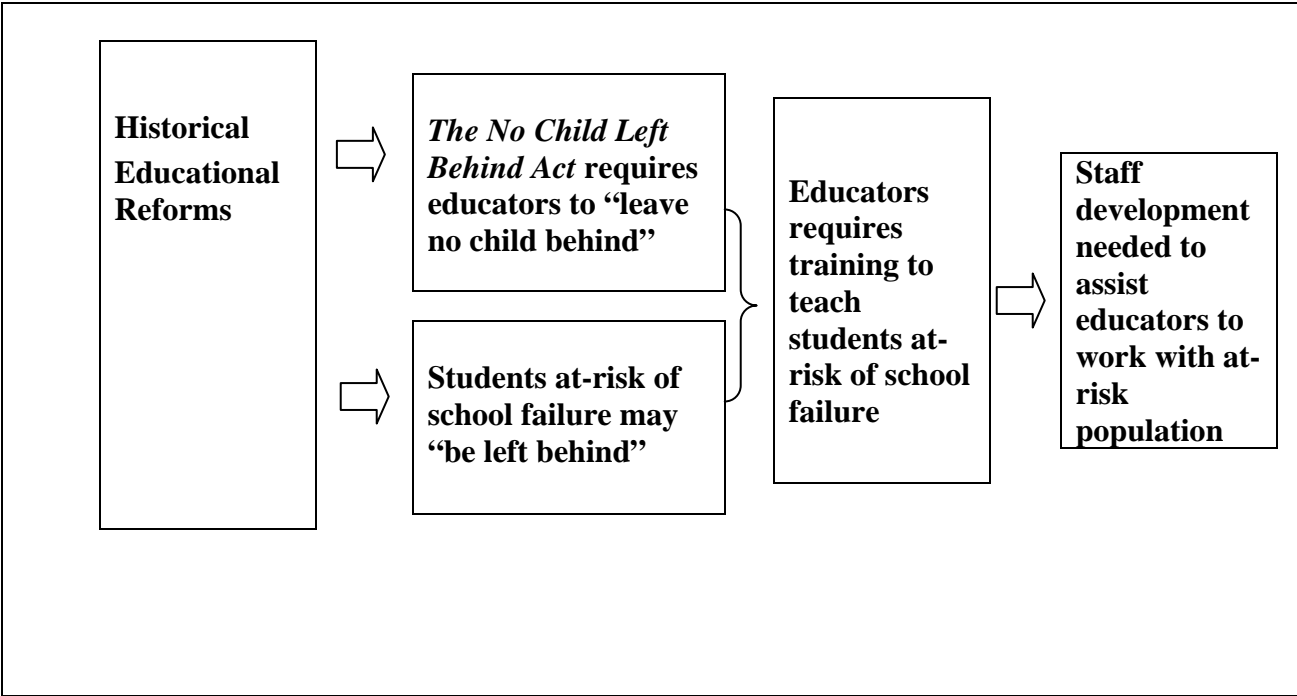 Historical
Educational
Reforms
The No Child Left
Behind Act requires
educators to “leave
no child behind”
Students at-risk of
school failure may
“be left behind”
Educators
requires
training to
teach
students at-
risk of school
failure
Staff
development
needed to
assist
educators to
work with at-
risk
population